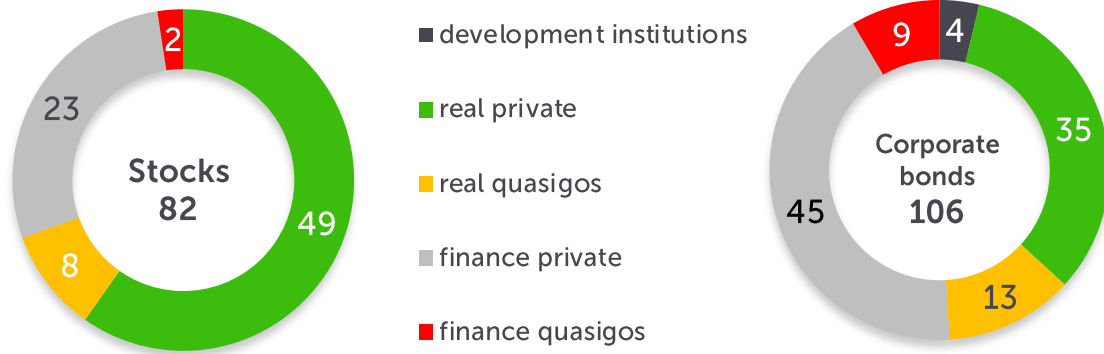 2
23
Stocks
82
49
8
development institutions
real private
real quasigos
finance private
finance quasigos
9
4
35
Corporate
bonds
106
45
13